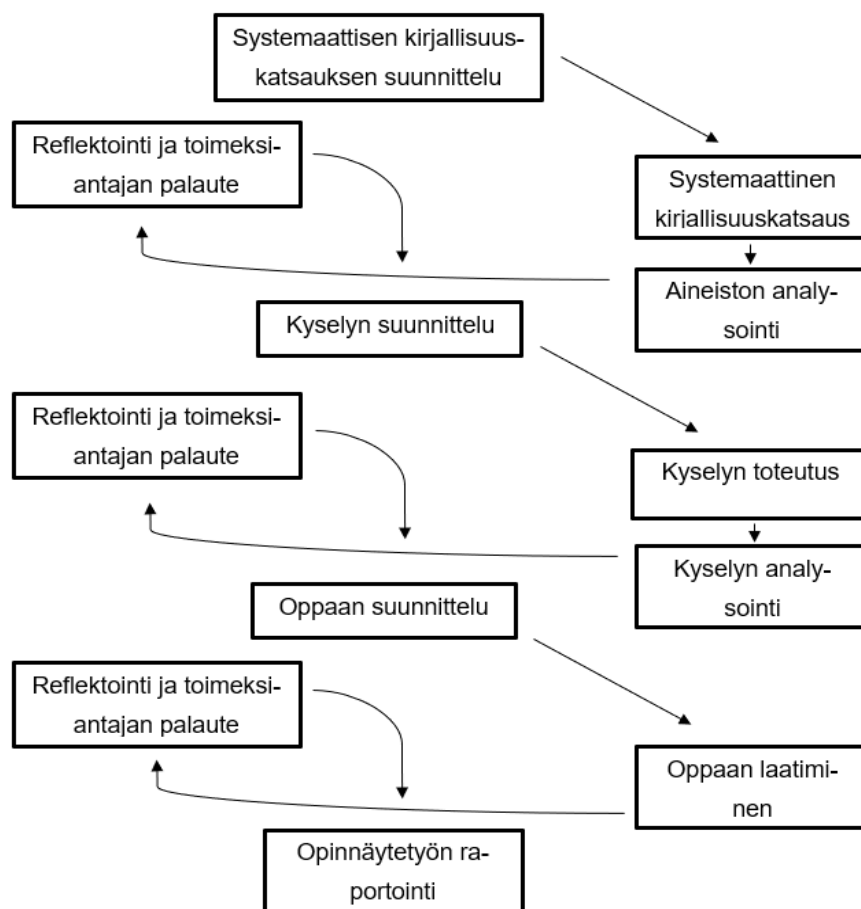 Systemaattisen kirjallisuus-
katsauksen suunnittelu
Reflektointi ja toimeksi-
antajan palaute
Systemaattinen
kirjallisuuskatsaus
Aineiston analy-
sointi
Kyselyn suunnittelu
Reflektointi ja toimeksi-
antajan palaute
Kyselyn toteutus
Kyselyn analy-
sointi
Oppaan suunnittelu
Reflektointi ja toimeksi-
antajan palaute
Oppaan laatimi-
nen
Opinnäytetyön ra-
portointi